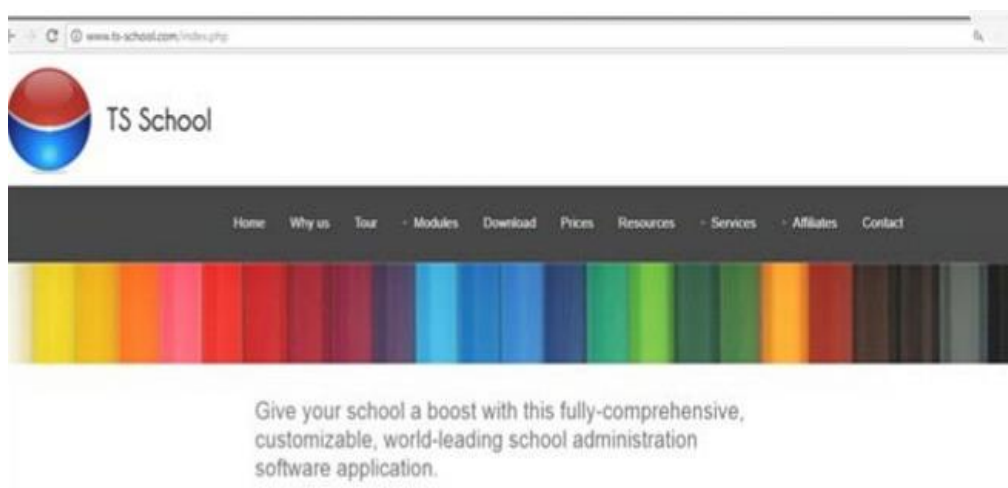 www.ts-school.com/index.php
TS School
Home Why us Tour Modules Download Prices Resources Services Affiliates Contact
Give your school a boost with this fully-comprehensive,
customizable, world-leading school administration
software application.